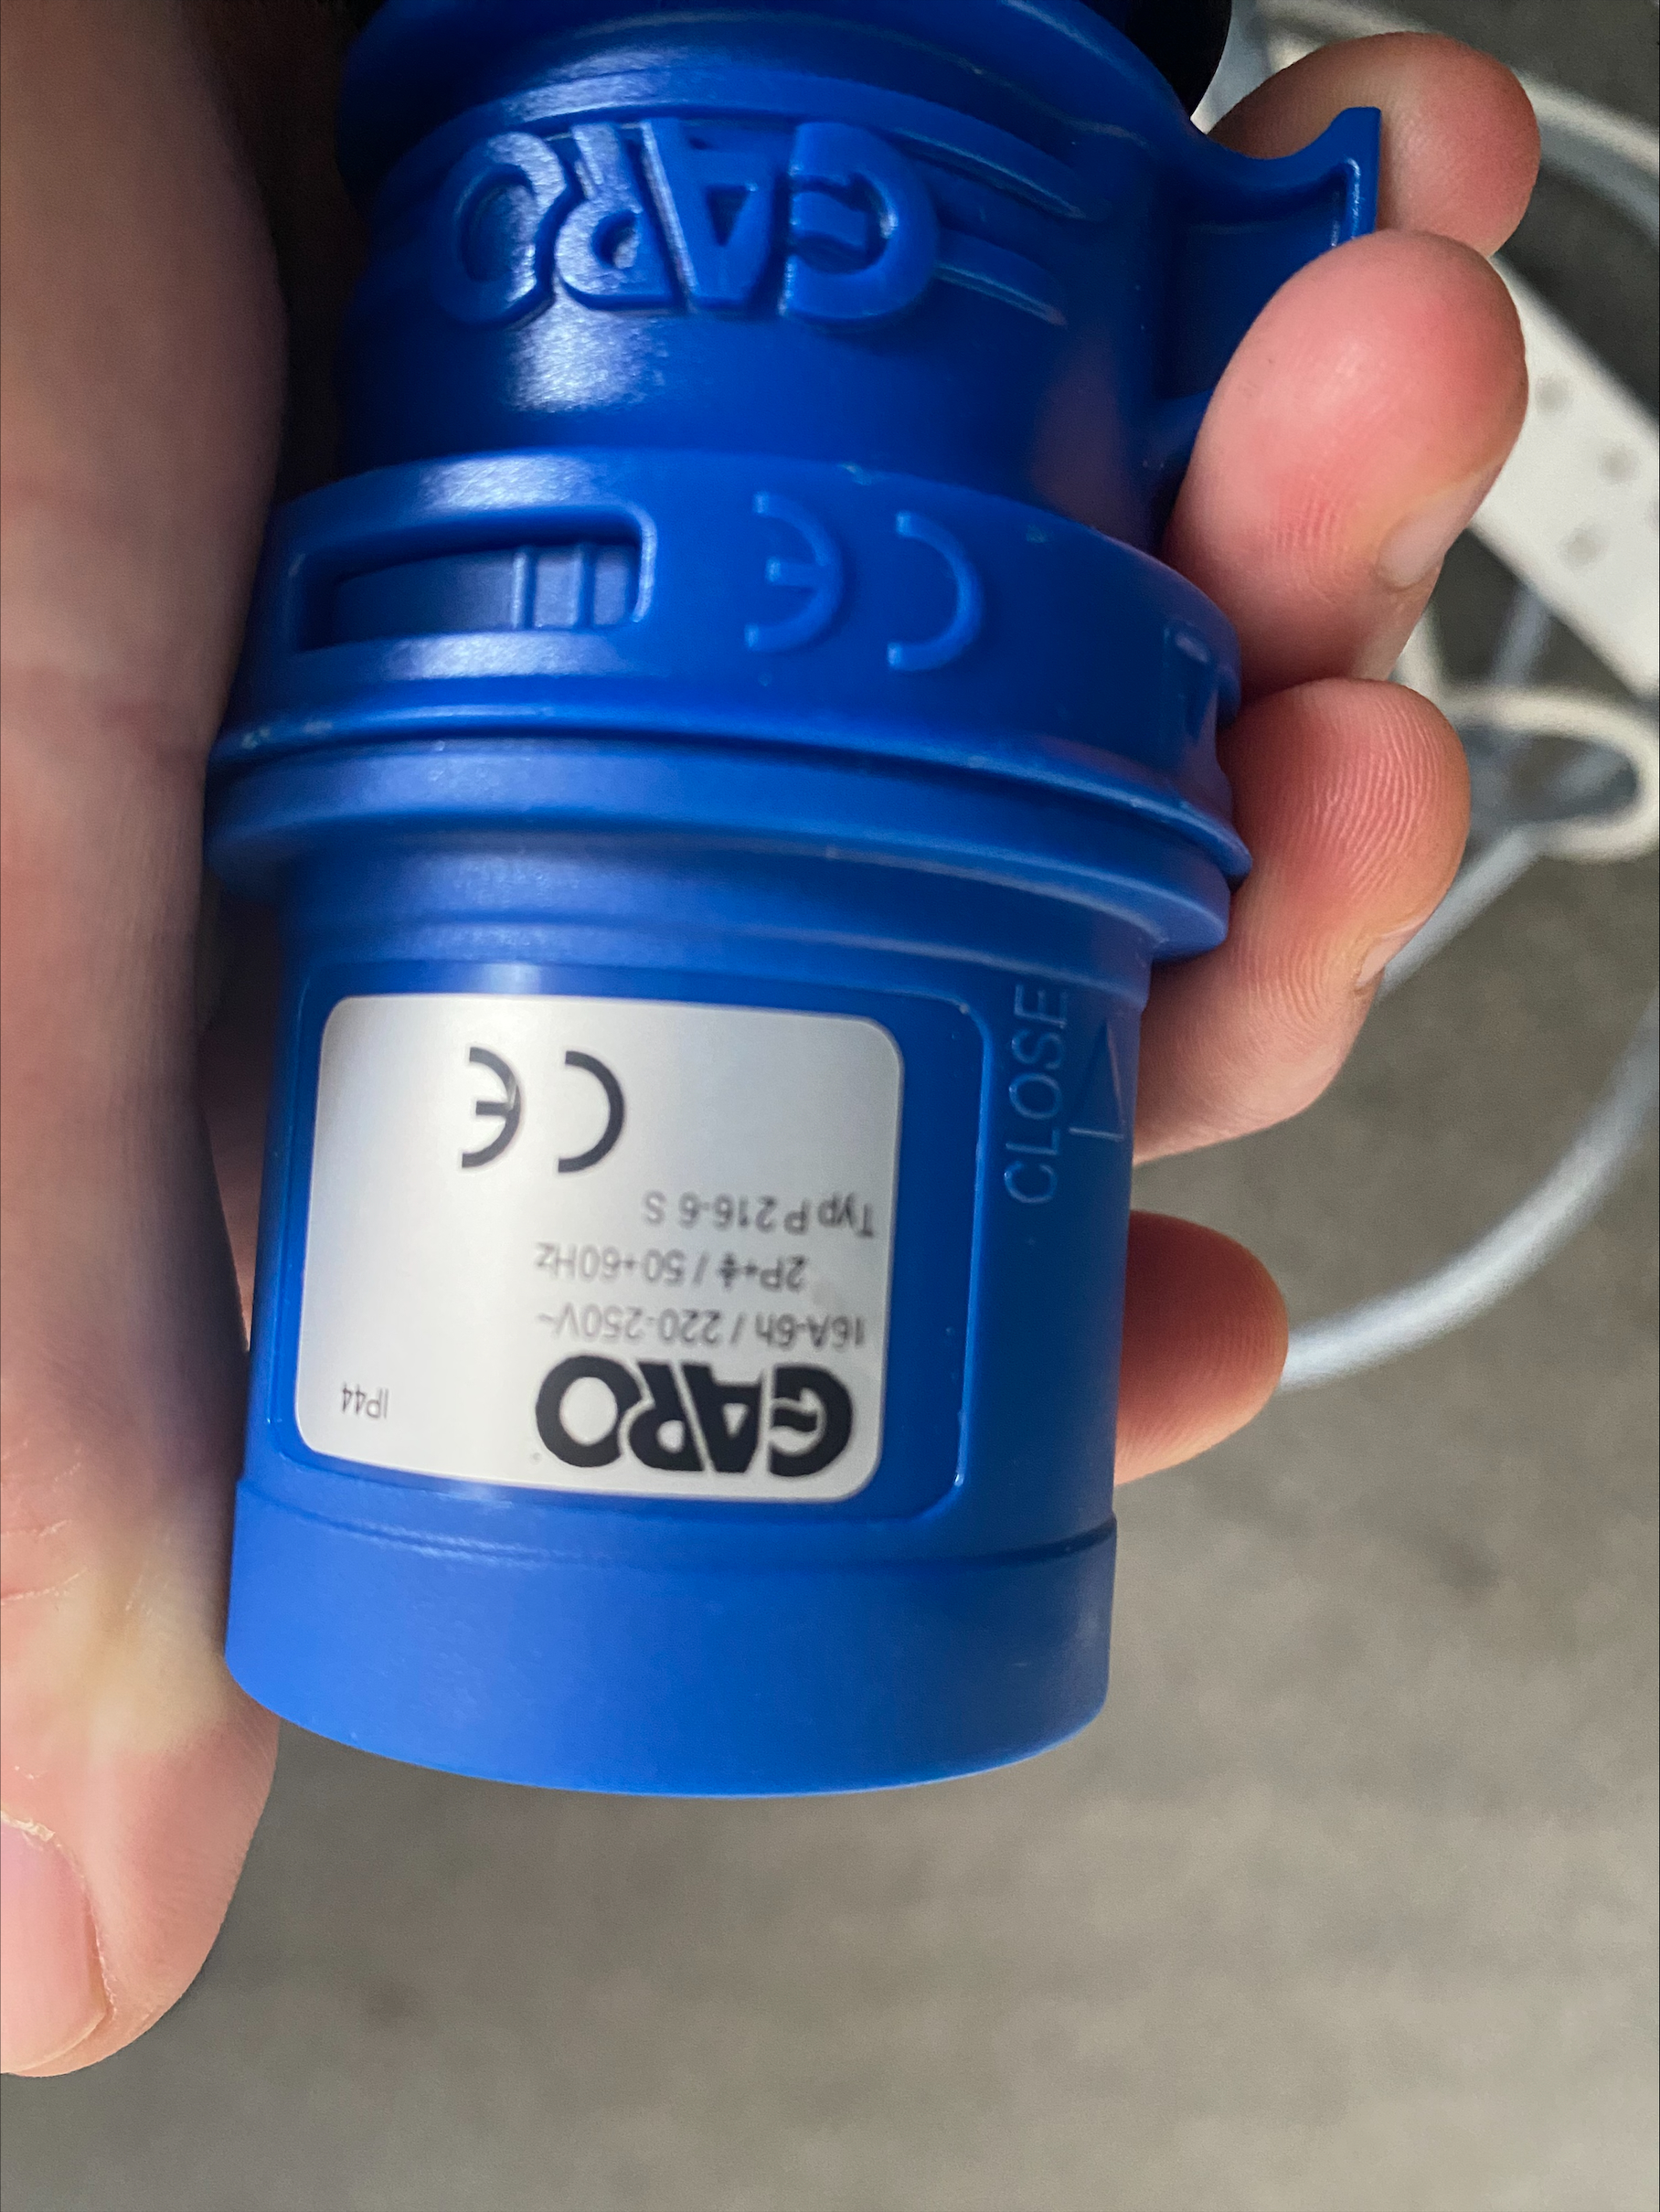 GARO
IP44
16A-6h / 220-250V~
2P+⏚ / 50+60Hz
Typ P 216-6 S
CE
CLOSE
CE
GARO